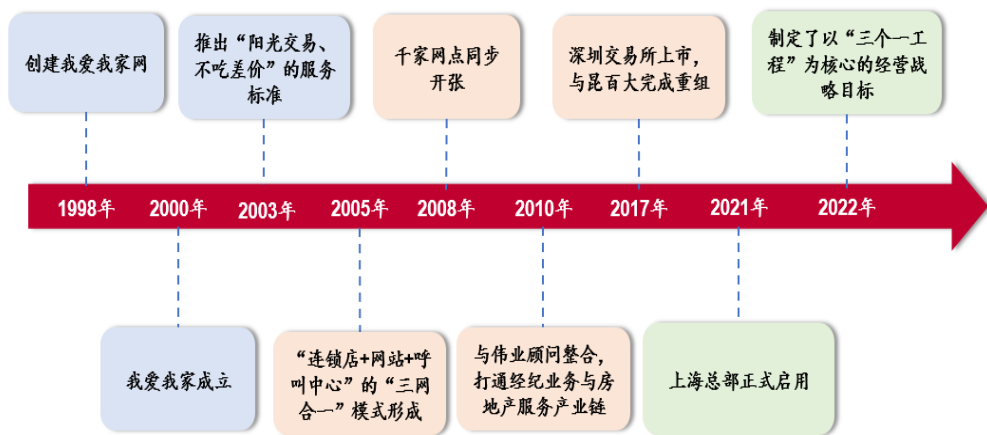 创建我爱我家网
推出“阳光交易、
不吃差价”的服务
标准
千家网点同步
开张
深圳交易所上市,
与昆百大完成重组
制定了以“三个一工
程”为核心的经营战
略目标
1998年
2000年
2003年
2005年
2008年
2010年
2017年
2021年
2022年
我爱我家成立
“连锁店+网站+呼
叫中心”的“三网
合一”模式形成
与伟业顾问整合,
打通经纪业务与房
地产服务产业链
上海总部正式启用